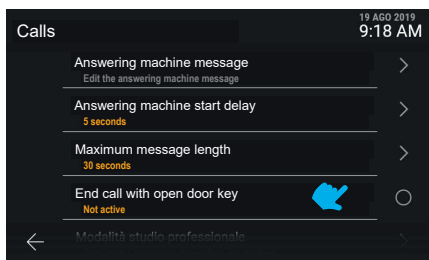 Calls
19 AGO 2019
9:18 AM
Answering machine message
Edit the answering machine message
Answering machine start delay
5 seconds
Maximum message length
30 seconds
End call with open door key
Not active
Modalità studio professionale